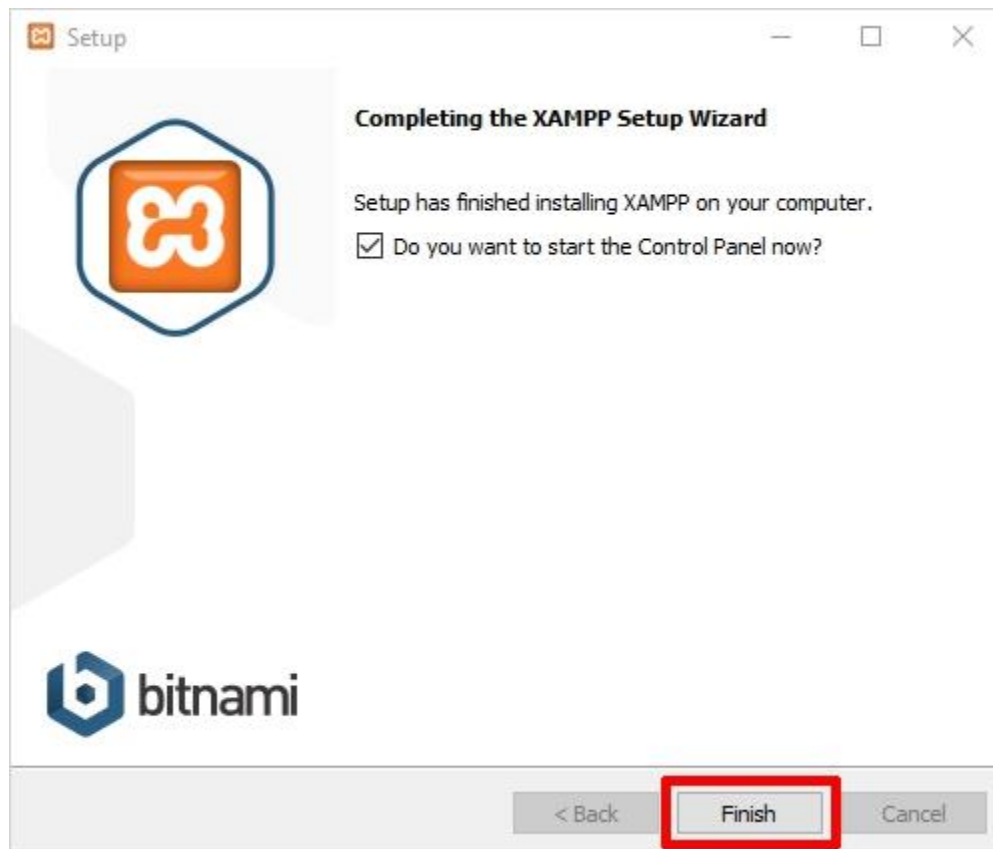 Setup
Completing the XAMPP Setup Wizard
Setup has finished installing XAMPP on your computer.
Do you want to start the Control Panel now?
bitnami
< Back
Finish
Cancel